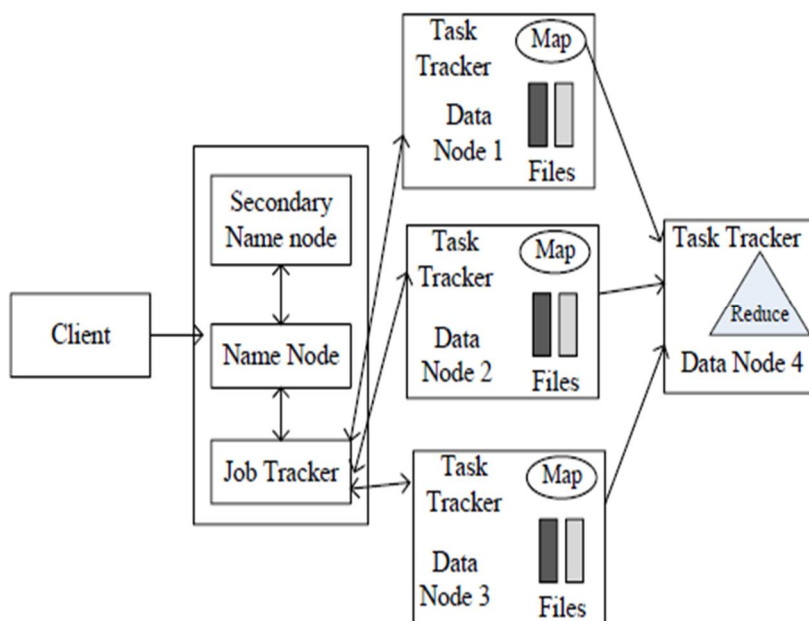 Client
Secondary
Name node
Name Node
Job Tracker
Task
Tracker
Map
Data
Node 1
Files
Task
Tracker
Map
Data
Node 2
Files
Task
Tracker
Map
Data
Node 3
Files
Task Tracker
Reduce
Data Node 4